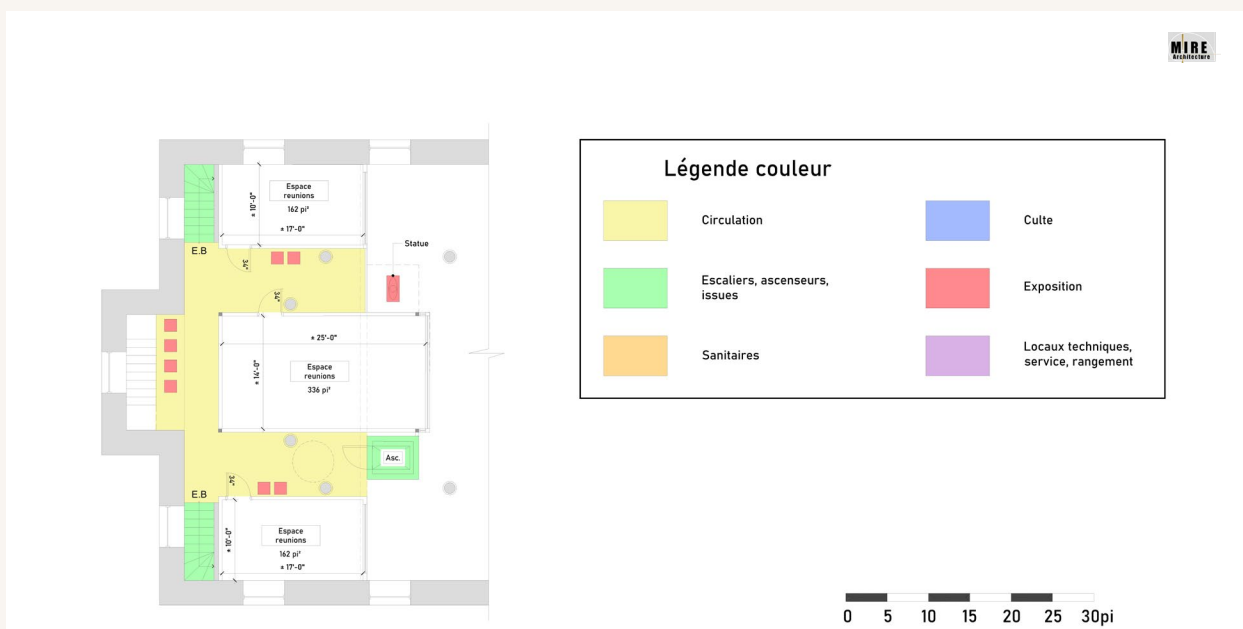 MIRE
Architecture
Légende couleur
Circulation
Culte
Escaliers, ascenseurs,
issues
Exposition
Sanitaires
Locaux techniques,
service, rangement
Espace
reunions
162 pi²
± 10'-0"
± 17'-0"
E.B
34"
Statue
34"
± 25'-0"
± 14'-0"
Espace
reunions
336 pi²
Asc.
34"
E.B
± 10'-0"
Espace
reunions
162 pi²
± 17'-0"
0 5 10 15 20 25 30pi